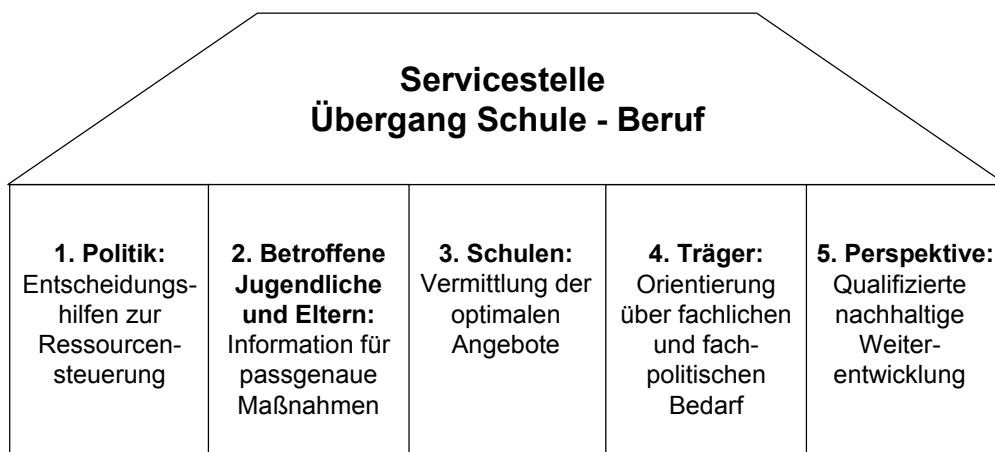 Servicestelle
Übergang Schule - Beruf
1. Politik:
Entscheidungs-
hilfen zur
Ressourcen-
steuerung
2. Betroffene
Jugendliche
und Eltern:
Information für
passgenaue
Maßnahmen
3. Schulen:
Vermittlung der
optimalen
Angebote
4. Träger:
Orientierung
über fachlichen
und fach-
politischen
Bedarf
5. Perspektive:
Qualifizierte
nachhaltige
Weiter-
entwicklung